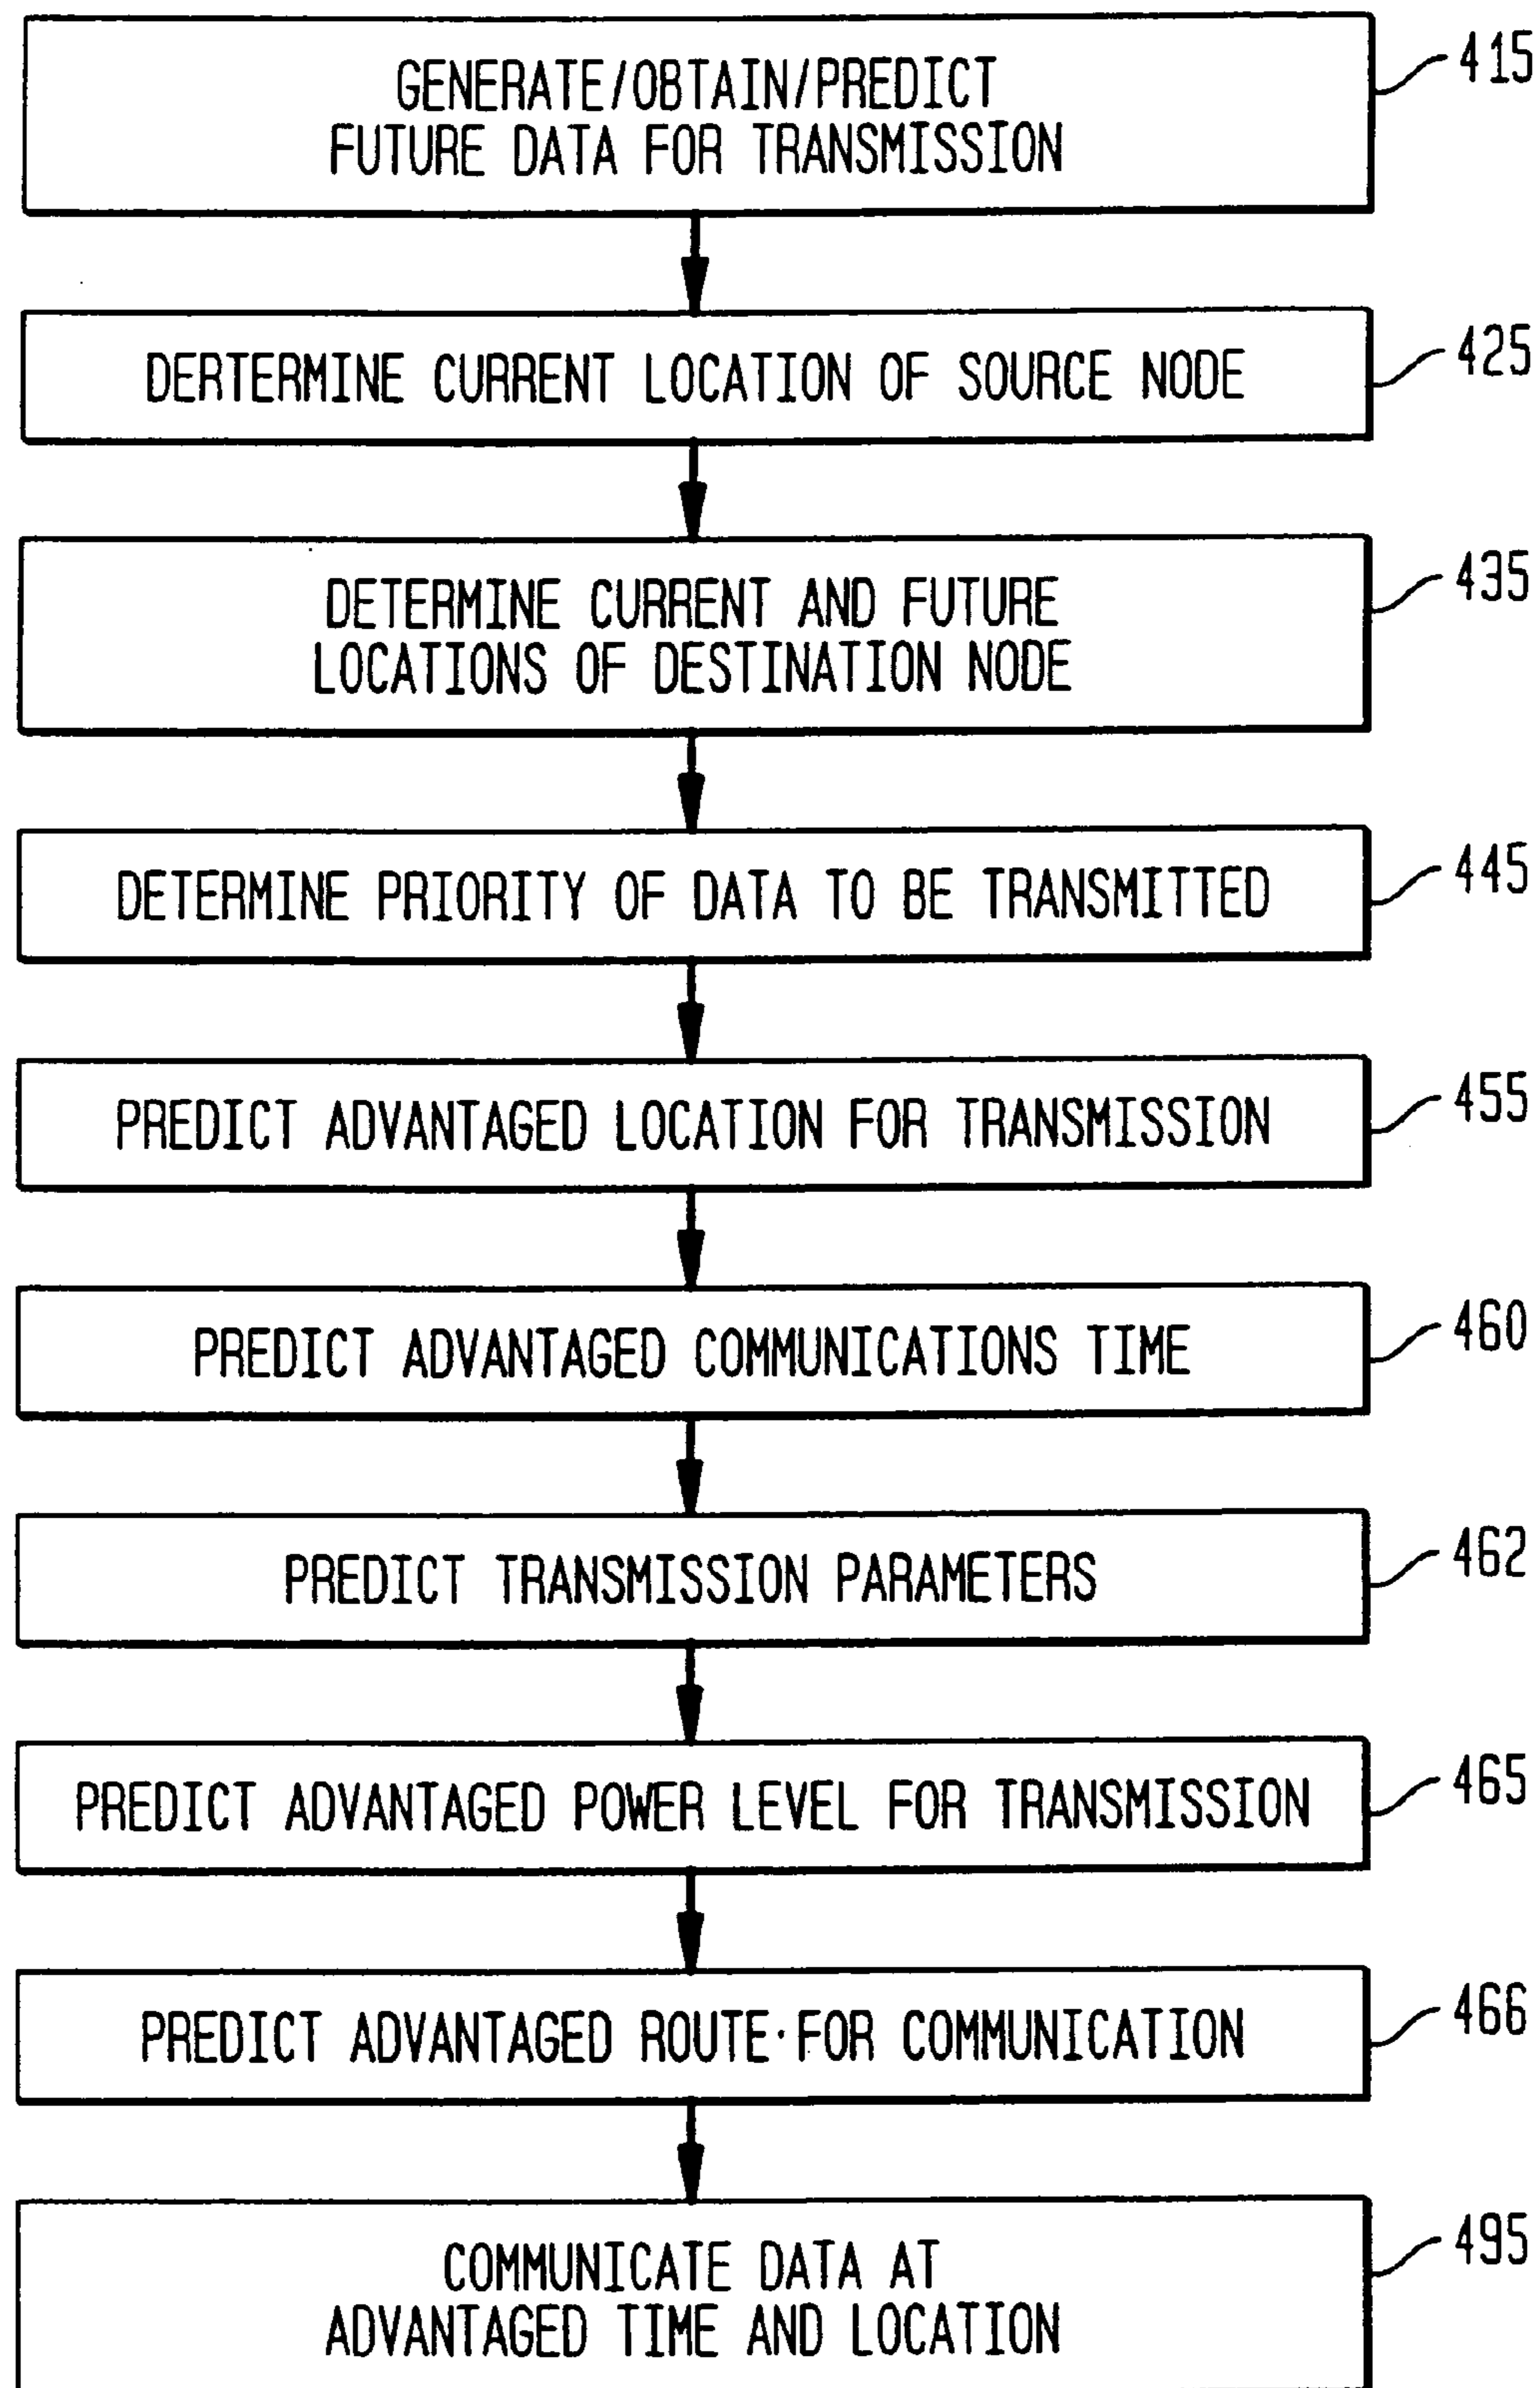 GENERATE/OBTAIN/PREDICT
FUTURE DATA FOR TRANSMISSION
415
DERTERMINE CURRENT LOCATION OF SOURCE NODE
425
DETERMINE CURRENT AND FUTURE
LOCATIONS OF DESTINATION NODE
435
DETERMINE PRIORITY OF DATA TO BE TRANSMITTED
445
PREDICT ADVANTAGED LOCATION FOR TRANSMISSION
455
PREDICT ADVANTAGED COMMUNICATIONS TIME
460
PREDICT TRANSMISSION PARAMETERS
462
PREDICT ADVANTAGED POWER LEVEL FOR TRANSMISSION
465
PREDICT ADVANTAGED ROUTE FOR COMMUNICATION
466
COMMUNICATE DATA AT
ADVANTAGED TIME AND LOCATION
495